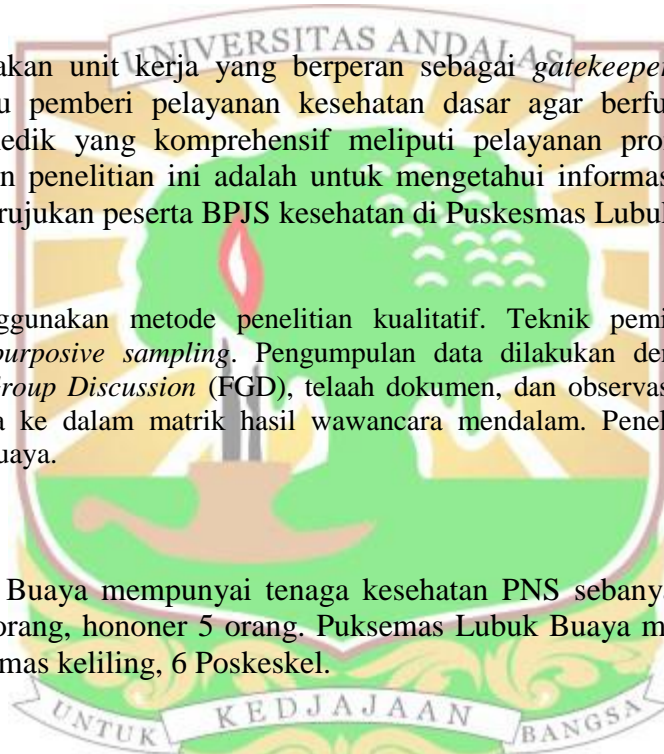 UNIVERSITAS ANDALAS
akan unit kerja yang berperan sebagai gatekeeper
u pemberi pelayanan kesehatan dasar agar berfu
edik yang komprehensif meliputi pelayanan pro
n penelitian ini adalah untuk mengetahui informas
rujukan peserta BPJS kesehatan di Puskesmas Lubuk
ggunakan metode penelitian kualitatif. Teknik pemi
purposive sampling. Pengumpulan data dilakukan der
Group Discussion (FGD), telaah dokumen, dan observas
a ke dalam matrik hasil wawancara mendalam. Penel
uaya.
Buaya mempunyai tenaga kesehatan PNS sebanya
orang, hononer 5 orang. Puksemas Lubuk Buaya m
mas keliling, 6 Poskeskel.
UNTUK KEDJAJAAN BANGSA